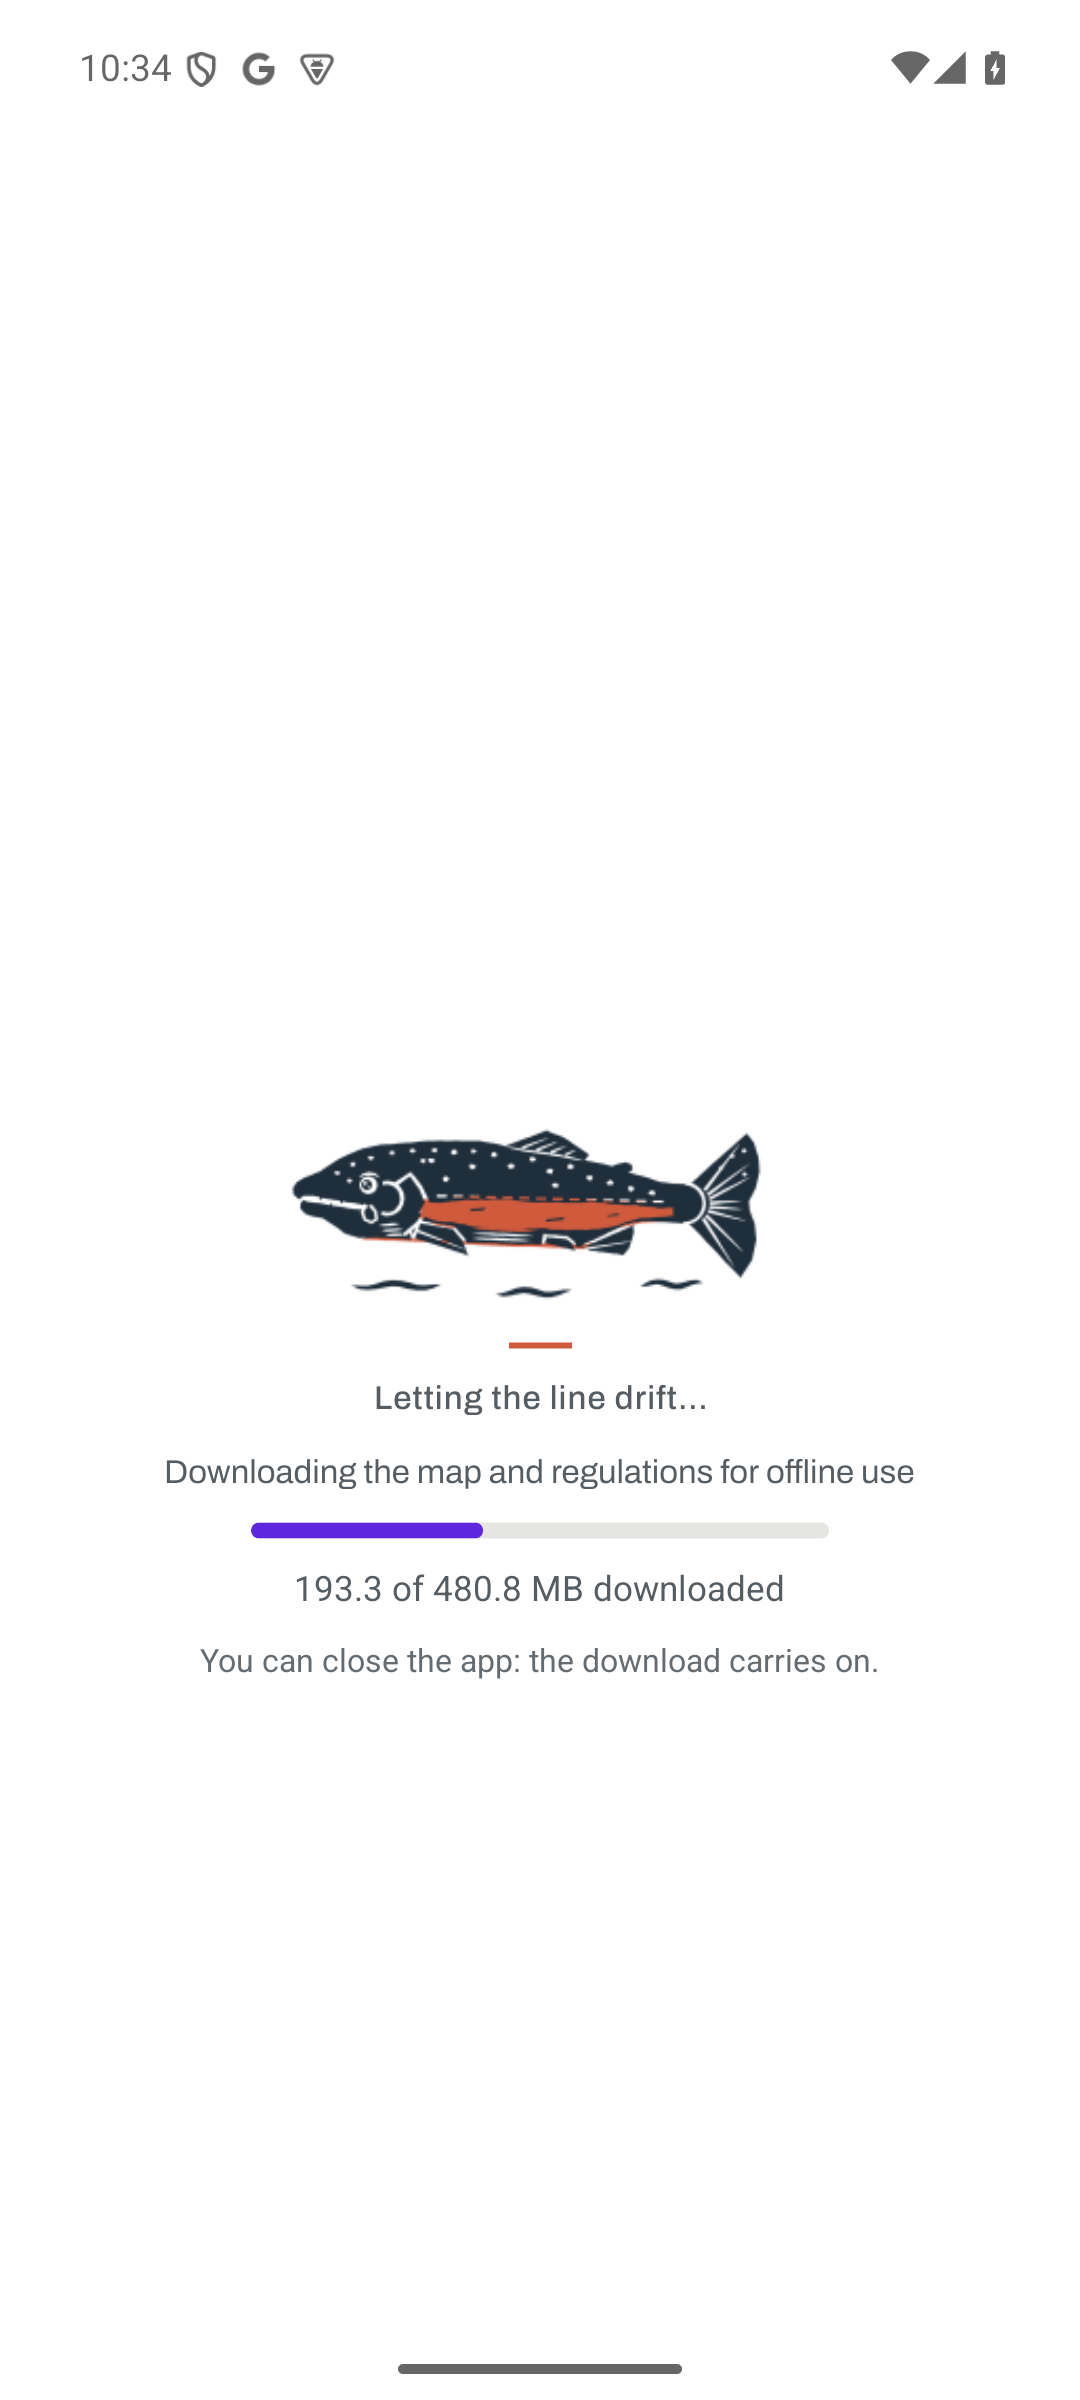 10:34
Letting the line drift...
Downloading the map and regulations for offline use
193.3 of 480.8 MB downloaded
You can close the app: the download carries on.